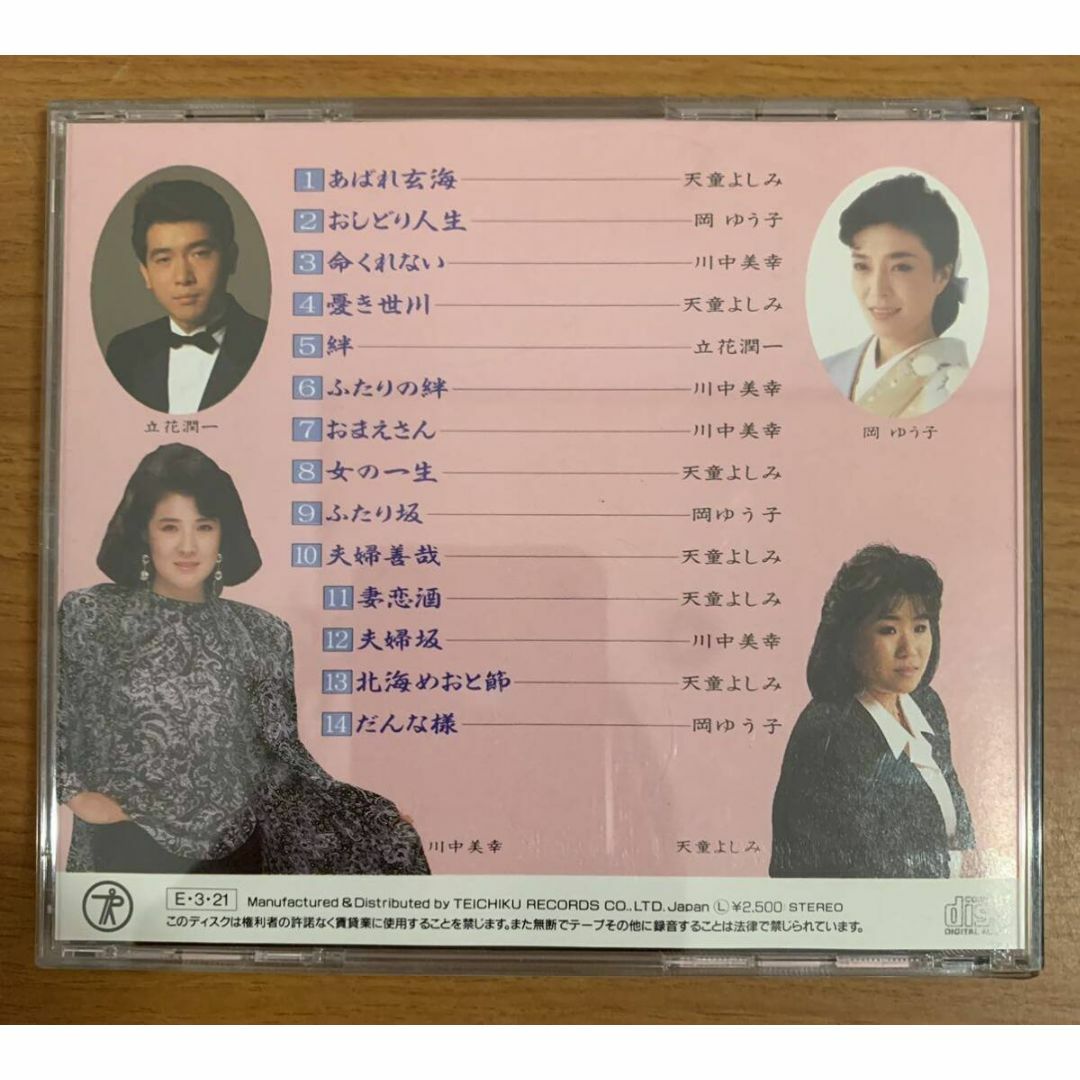 1 あばれ玄海 天童よしみ
2 おしどり人生 岡 ゆう子
3 命くれない 川中美幸
4 憂き世川 天童よしみ
5 絆 立花潤一
6 ふたりの絆 川中美幸
7 おまえさん 川中美幸
8 女の一生 天童よしみ
9 ふたり坂 岡ゆう子
10 夫婦善哉 天童よしみ
11 妻恋酒 天童よしみ
12 夫婦坂 川中美幸
13 北海めおと節 天童よしみ
14 だんな様 岡ゆう子
立花潤一
岡 ゆう子
川中美幸
天童よしみ
E・3・21 Manufactured & Distributed by TEICHIKU RECORDS CO., LTD. Japan Ⓛ ¥2,500 STEREO
このディスクは権利者の許諾なく賃貸業に使用することを禁じます。また無断でテープその他に録音することは法律で禁じられています。
DIGITAL